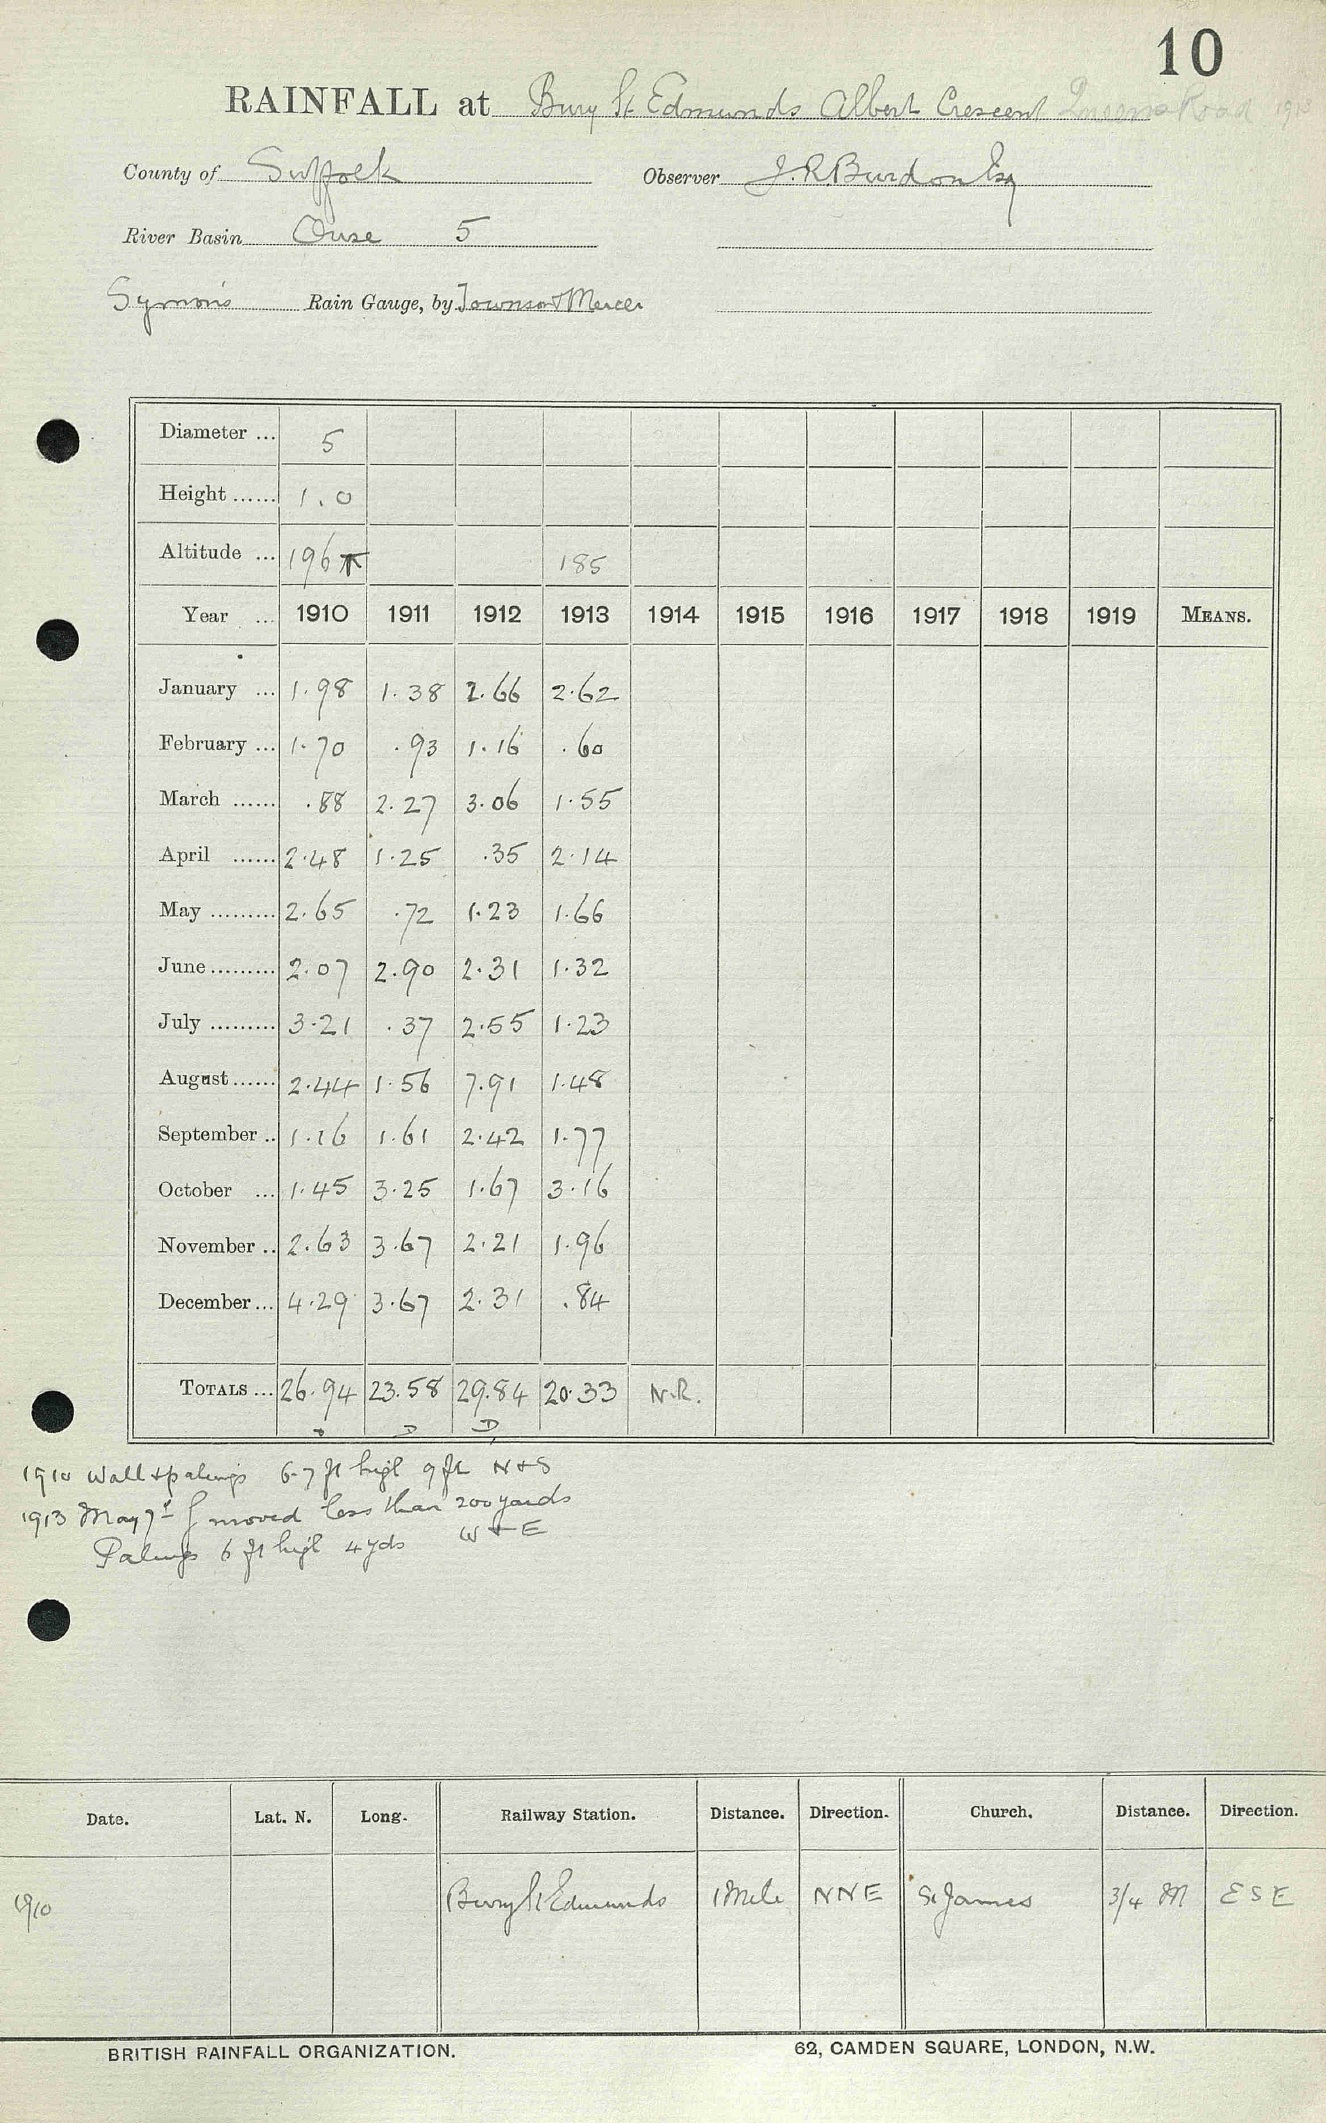 10
RAINFALL at Bury St Edmunds Albert Crescent Queens Road 1913
County of Suffolk Observer J.R Burdon Esq
River Basin Ouse 5
Symons Rain Gauge, by Townson & Mercer
Diameter ... 5
Height ...... 1.0
Altitude ... 196 185
Year ... 1910 1911 1912 1913 1914 1915 1916 1917 1918 1919 MEANS.
January ... 1.98 1.38 2.66 2.62
February ... 1.70 .93 1.16 .60
March ...... .88 2.27 3.06 1.55
April ...... 2.48 1.25 .35 2.14
May ......... 2.65 .72 1.23 1.66
June ......... 2.07 2.90 2.31 1.32
July ......... 3.21 .37 2.55 1.23
August ...... 2.44 1.56 7.91 1.48
September .. 1.16 1.61 2.42 1.77
October ... 1.45 3.25 1.67 3.16
November .. 2.63 3.67 2.21 1.96
December ... 4.29 3.67 2.31 .84
TOTALS ... 26.94 23.58 29.84 20.33 N.R.
D D
1910 Wall & palings 6-7 ft high 9 ft N & S
1913 May 7 moved less than 200 yards
Palings 6 ft high 4 yds W & E
Date. Lat. N. Long. Railway Station. Distance. Direction. Church. Distance. Direction.
1910 Bury St Edmunds 1 Mile NNE St James 3/4 M ESE
BRITISH RAINFALL ORGANIZATION. 62, CAMDEN SQUARE, LONDON, N.W.